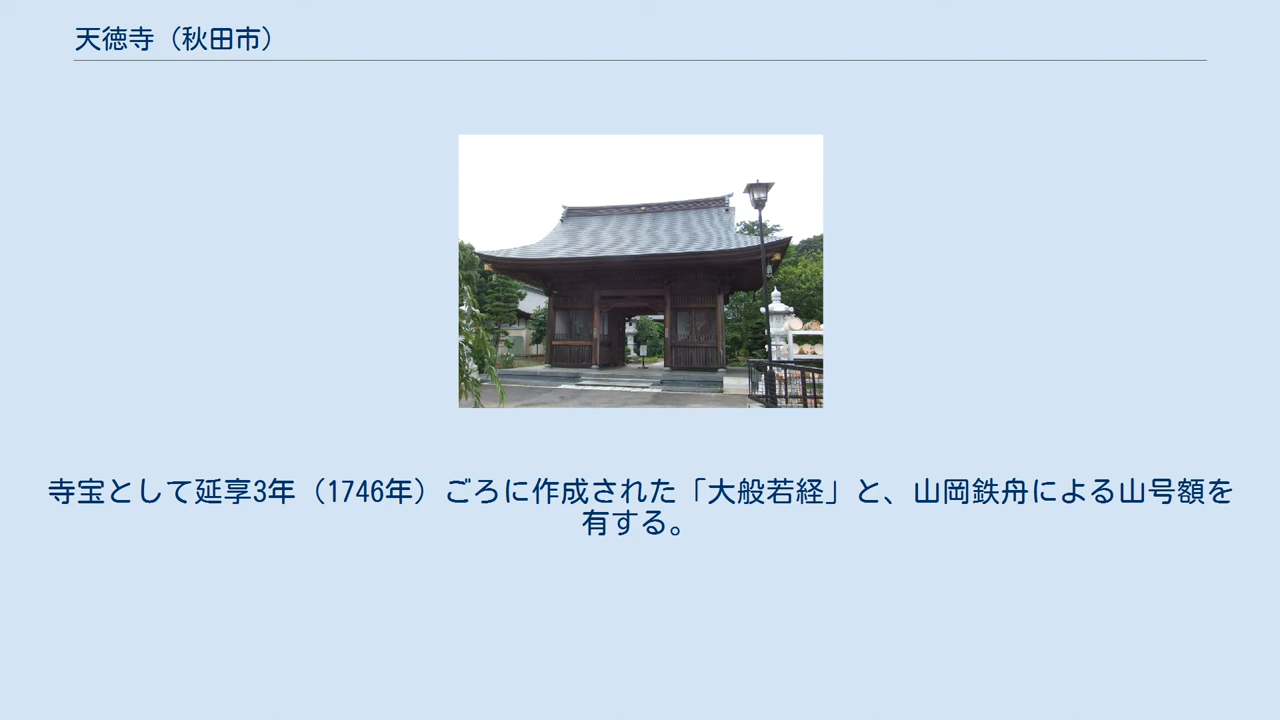 天徳寺（秋田市）
寺宝として延享3年（1746年）ごろに作成された「大般若経」と、山岡鉄舟による山号額を
有する。